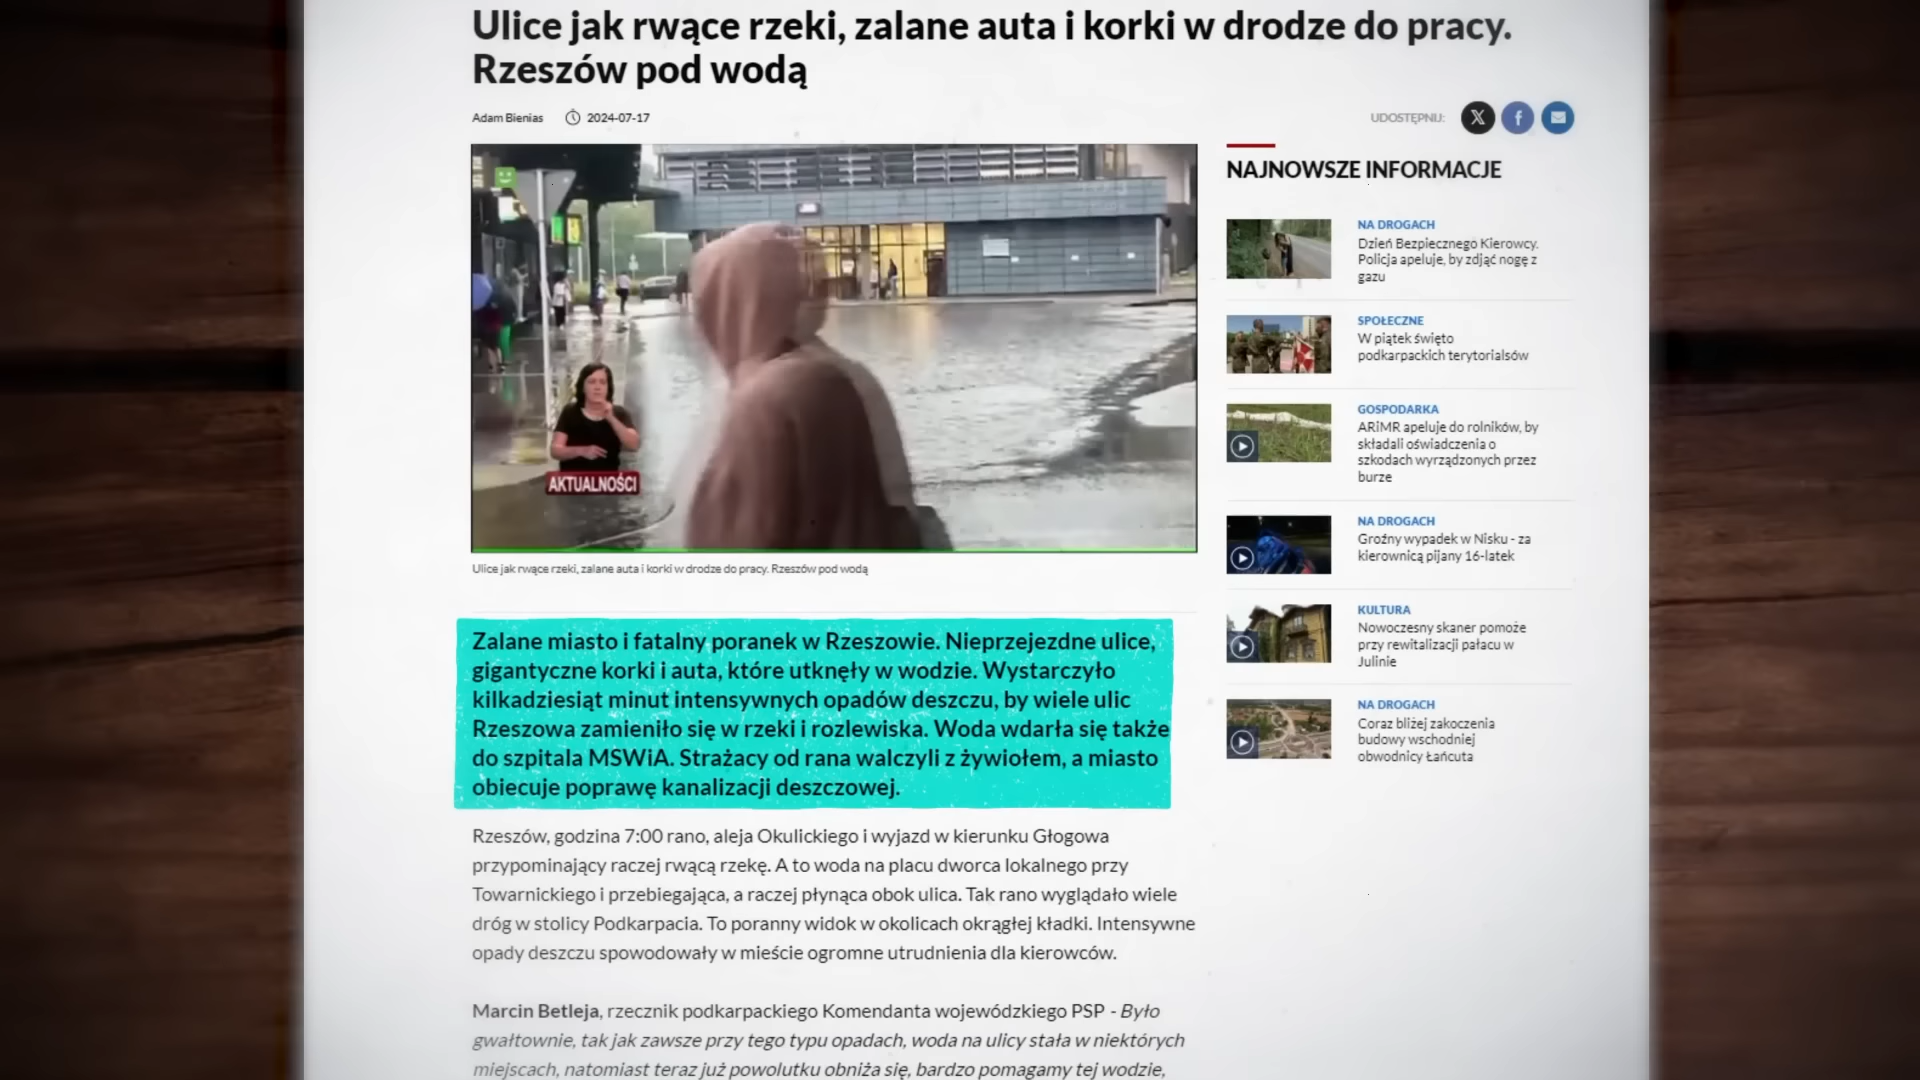 Ulice jak rwące rzeki, zalane auta i korki w drodze do pracy.
Rzeszów pod wodą
Adam Bienias
2024-07-17
UDOSTĘPNIJ:
AKTUALNOŚCI
Ulice jak rwące rzeki, zalane auta i korki w drodze do pracy. Rzeszów pod wodą
Zalane miasto i fatalny poranek w Rzeszowie. Nieprzejezdne ulice,
gigantyczne korki i auta, które utknęły w wodzie. Wystarczyło
kilkadziesiąt minut intensywnych opadów deszczu, by wiele ulic
Rzeszowa zamieniło się w rzeki i rozlewiska. Woda wdarła się także
do szpitala MSWiA. Strażacy od rana walczyli z żywiołem, a miasto
obiecuje poprawę kanalizacji deszczowej.
Rzeszów, godzina 7:00 rano, aleja Okulickiego i wyjazd w kierunku Głogowa
przypominający raczej rwącą rzekę. A to woda na placu dworca lokalnego przy
Towarnickiego i przebiegająca, a raczej płynąca obok ulica. Tak rano wyglądało wiele
dróg w stolicy Podkarpacia. To poranny widok w okolicach okrągłej kładki. Intensywne
opady deszczu spowodowały w mieście ogromne utrudnienia dla kierowców.
Marcin Betleja, rzecznik podkarpackiego Komendanta wojewódzkiego PSP - Było
gwałtownie, tak jak zawsze przy tego typu opadach, woda na ulicy stała w niektórych
miejscach, natomiast teraz już powolutku obniża się, bardzo pomagamy tej wodzie,
NAJNOWSZE INFORMACJE
NA DROGACH
Dzień Bezpiecznego Kierowcy.
Policja apeluje, by zdjąć nogę z
gazu
SPOŁECZNE
W piątek święto
podkarpackich terytorialsów
GOSPODARKA
ARiMR apeluje do rolników, by
składali oświadczenia o
szkodach wyrządzonych przez
burze
NA DROGACH
Groźny wypadek w Nisku - za
kierownicą pijany 16-latek
KULTURA
Nowoczesny skaner pomoże
przy rewitalizacji pałacu w
Julinie
NA DROGACH
Coraz bliżej zakoczenia
budowy wschodniej
obwodnicy Łańcuta